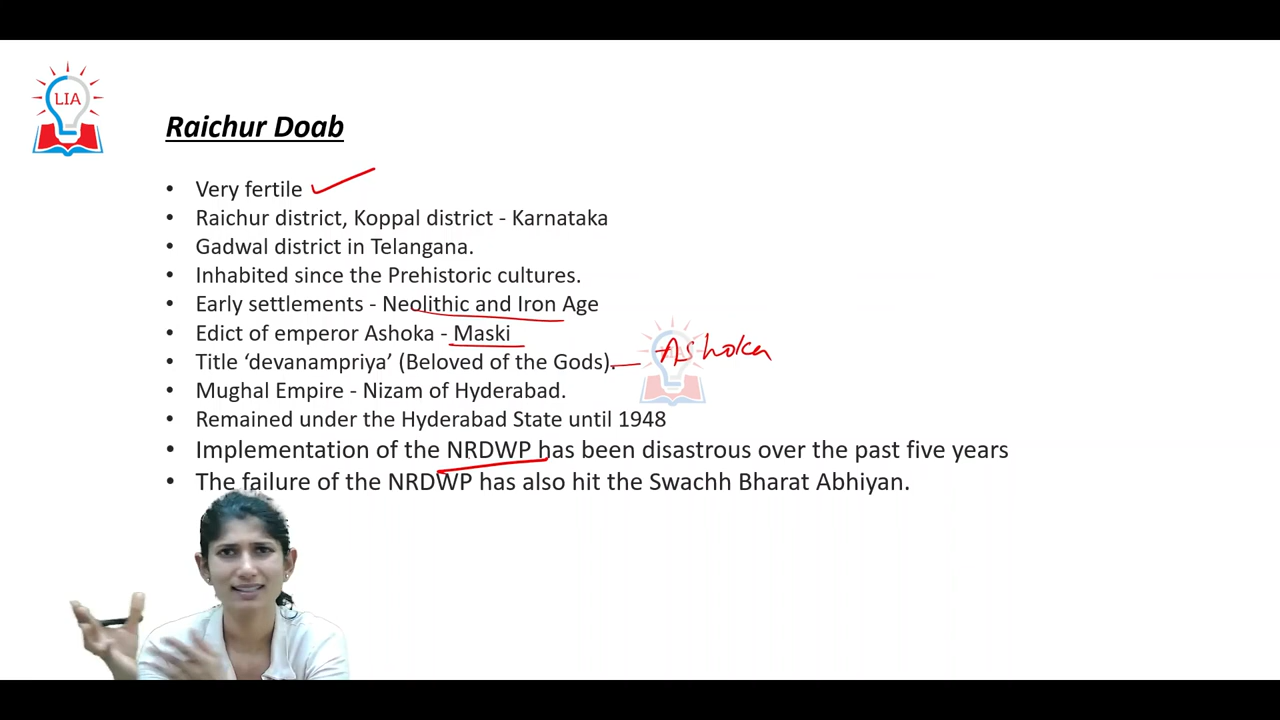 LIA
Raichur Doab
• Very fertile
• Raichur district, Koppal district - Karnataka
• Gadwal district in Telangana.
• Inhabited since the Prehistoric cultures.
• Early settlements - Neolithic and Iron Age
• Edict of emperor Ashoka - Maski
• Title ‘devanampriya’ (Beloved of the Gods). Ashoka
• Mughal Empire - Nizam of Hyderabad.
• Remained under the Hyderabad State until 1948
• Implementation of the NRDWP has been disastrous over the past five years
• The failure of the NRDWP has also hit the Swachh Bharat Abhiyan.